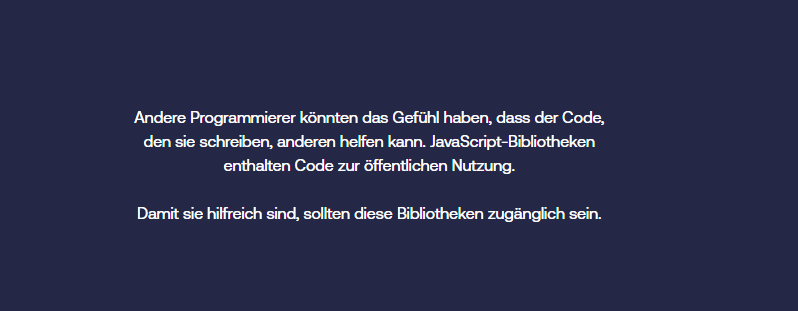 Andere Programmierer könnten das Gefühl haben, dass der Code,
den sie schreiben, anderen helfen kann. JavaScript-Bibliotheken
enthalten Code zur öffentlichen Nutzung.
Damit sie hilfreich sind, sollten diese Bibliotheken zugänglich sein.